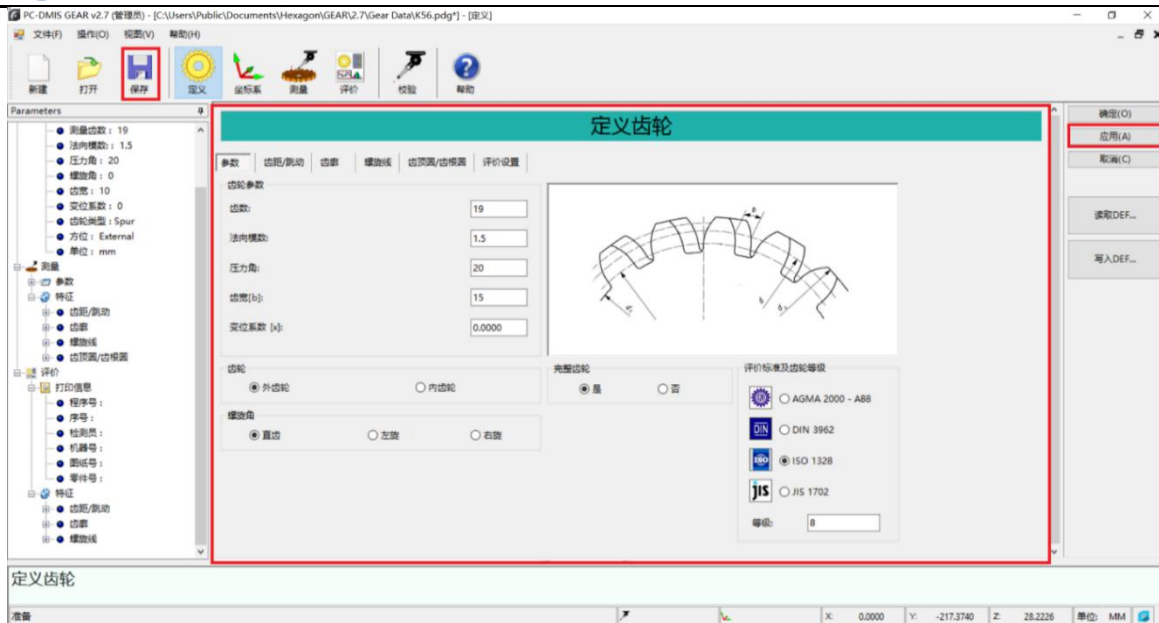 PC-DMIS GEAR v2.7 (管理员) - [C:\Users\Public\Documents\Hexagon\GEAR\2.7\Gear Data\K56.pdg*] - [定义]
文件(F) 操作(O) 视图(V) 帮助(H)
新建 打开 保存 定义 坐标系 测量 评价 校验 帮助
Parameters
测量齿数: 19
法向模数: 1.5
压力角: 20
螺旋角: 0
齿宽: 10
变位系数: 0
齿轮类型: Spur
方位: External
单位: mm
测量
参数
特征
齿距/跳动
齿廓
螺旋线
齿顶圆/齿根圆
评价
打印信息
程序号:
序号:
检测员:
机器号:
图纸号:
零件号:
特征
齿距/跳动
齿廓
螺旋线
定义齿轮
参数 齿距/跳动 齿廓 螺旋线 齿顶圆/齿根圆 评价设置
齿轮参数
齿数: 19
法向模数: 1.5
压力角: 20
齿宽[b]: 15
变位系数 [x]: 0.0000
齿轮
外齿轮 内齿轮
螺旋角
直齿 左旋 右旋
完整齿轮
是 否
评价标准及齿轮等级
AGMA 2000 - A88
DIN DIN 3962
ISO ISO 1328
JIS JIS 1702
等级: 8
确定(O)
应用(A)
取消(C)
读取DEF...
写入DEF...
定义齿轮
准备 X: 0.0000 Y: -217.3740 Z: 28.2226 单位: MM